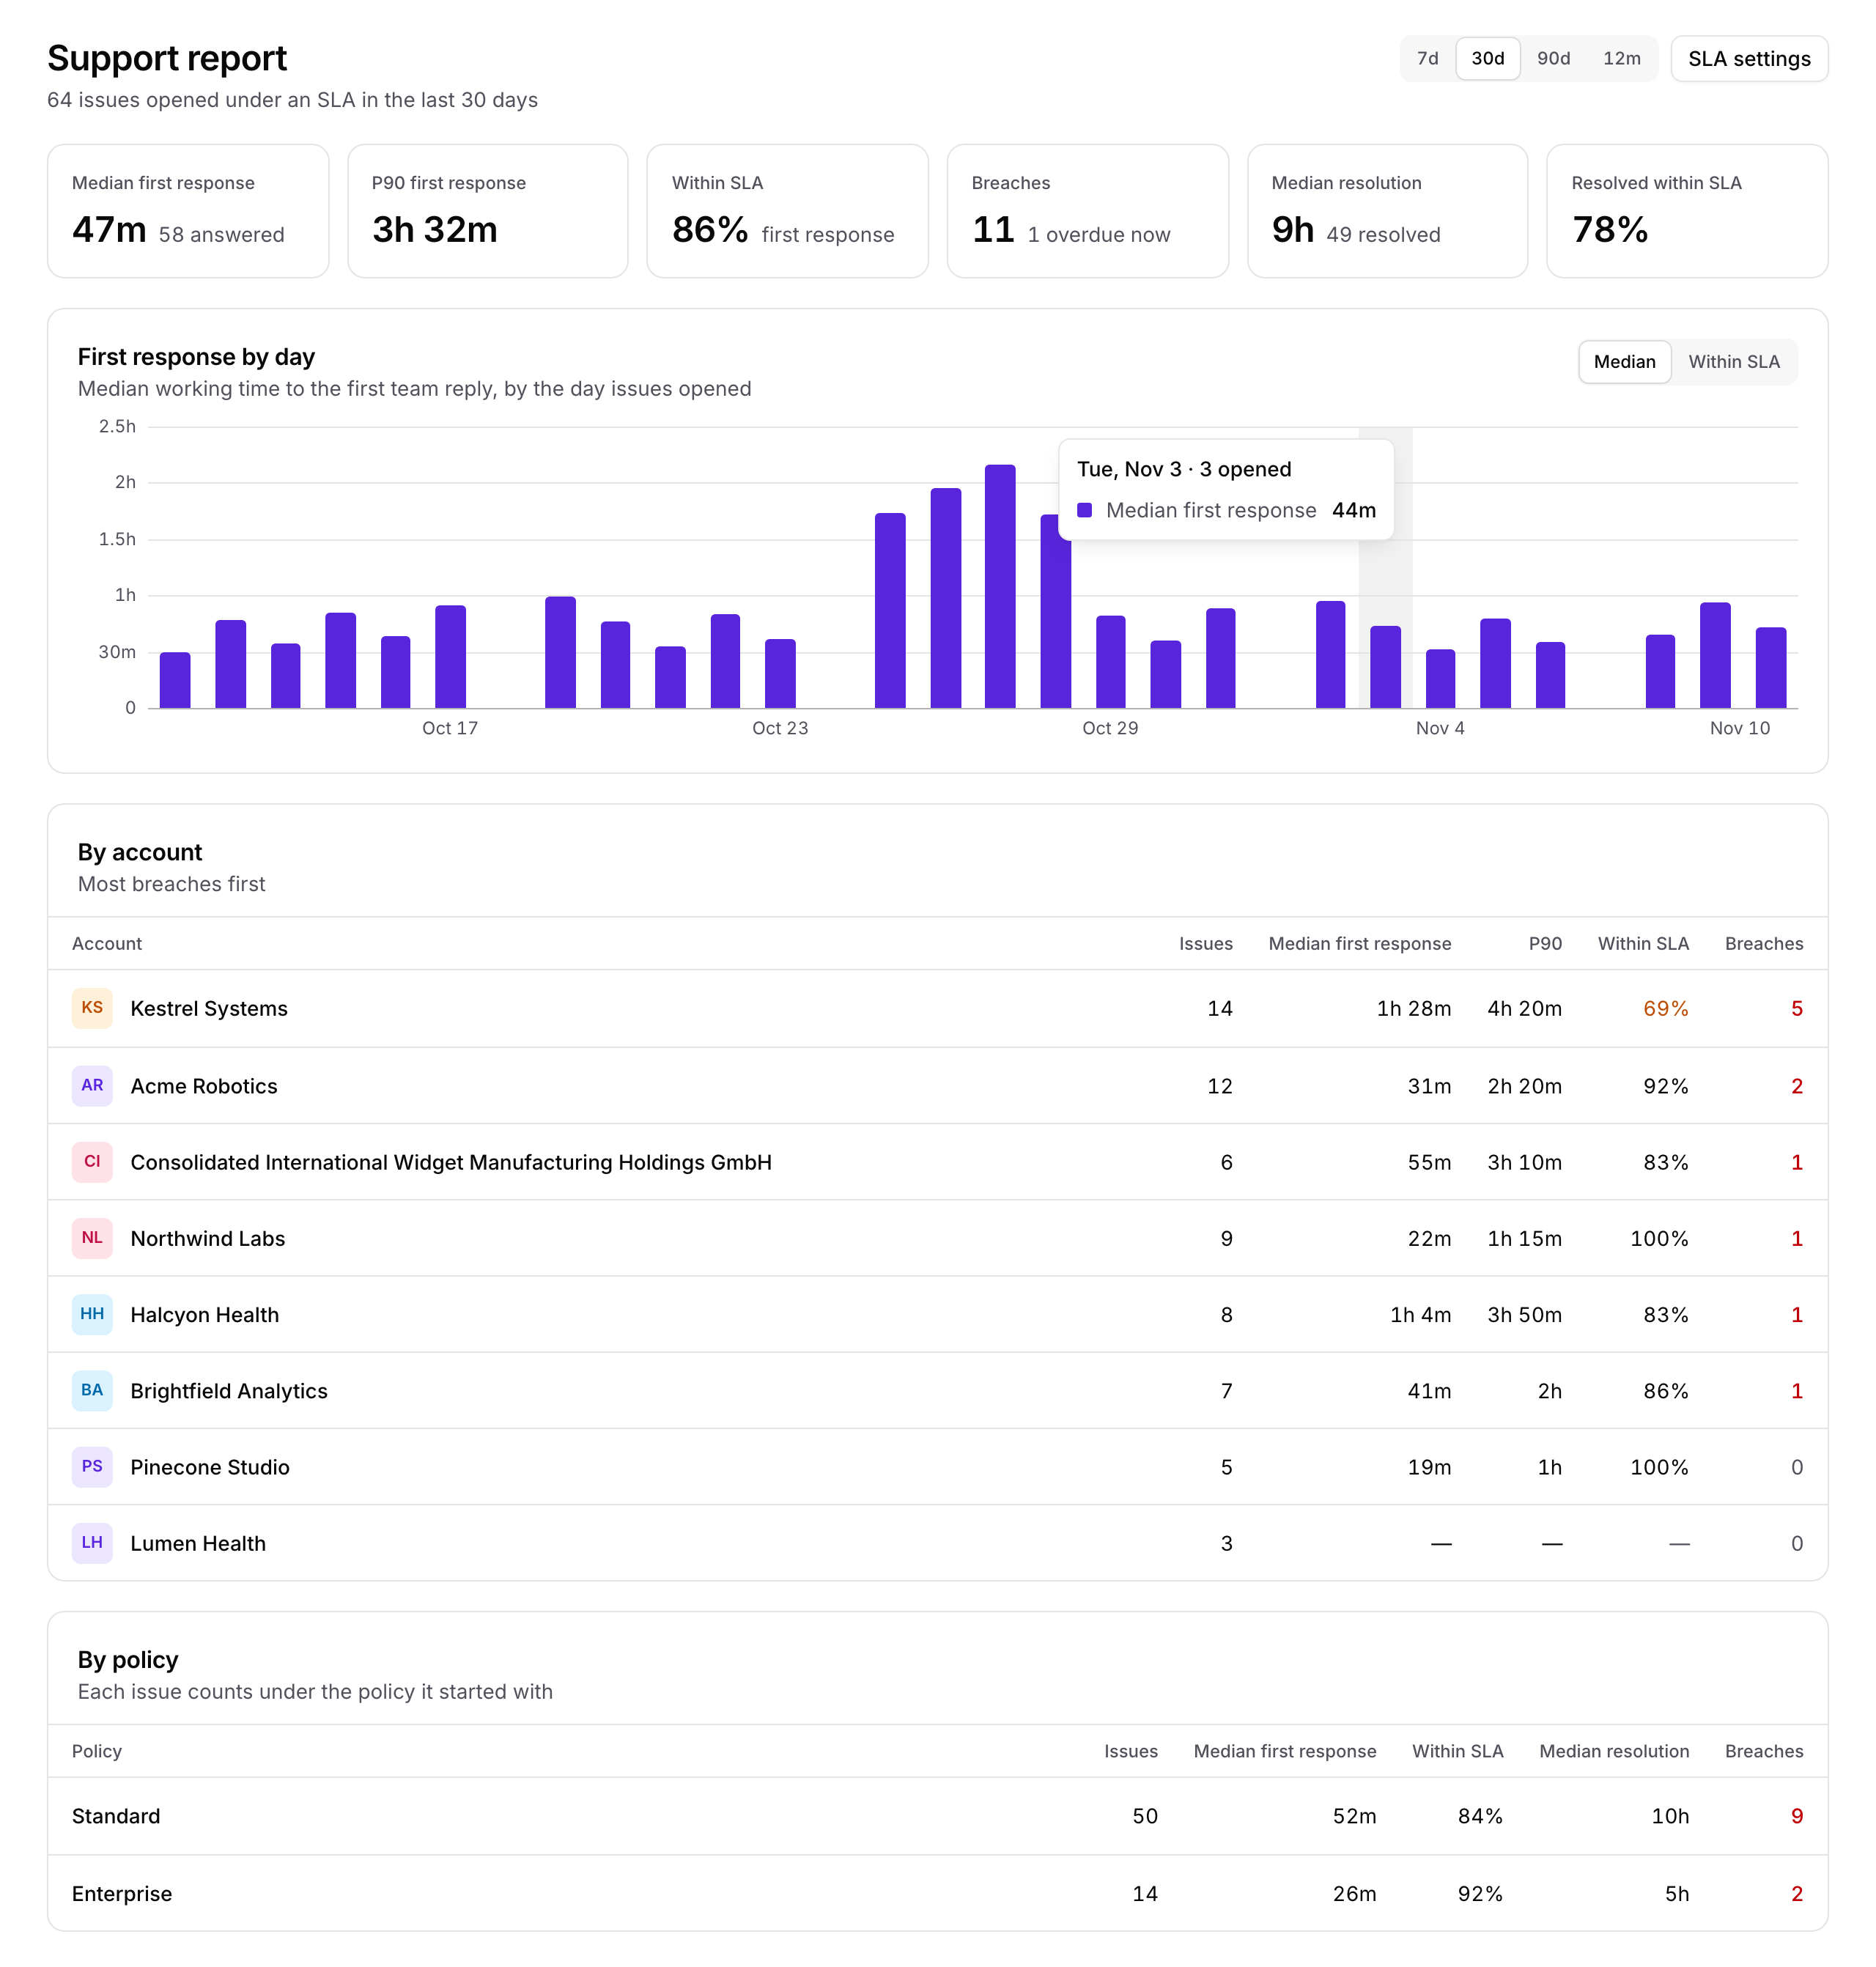 Support report
7d 30d 90d 12m SLA settings
64 issues opened under an SLA in the last 30 days
Median first response
47m 58 answered
P90 first response
3h 32m
Within SLA
86% first response
Breaches
11 1 overdue now
Median resolution
9h 49 resolved
Resolved within SLA
78%
First response by day
Median Within SLA
Median working time to the first team reply, by the day issues opened
2.5h
2h
1.5h
1h
30m
0
Tue, Nov 3 · 3 opened
Median first response 44m
Oct 17 Oct 23 Oct 29 Nov 4 Nov 10
By account
Most breaches first
Account Issues Median first response P90 Within SLA Breaches
KS Kestrel Systems 14 1h 28m 4h 20m 69% 5
AR Acme Robotics 12 31m 2h 20m 92% 2
CI Consolidated International Widget Manufacturing Holdings GmbH 6 55m 3h 10m 83% 1
NL Northwind Labs 9 22m 1h 15m 100% 1
HH Halcyon Health 8 1h 4m 3h 50m 83% 1
BA Brightfield Analytics 7 41m 2h 86% 1
PS Pinecone Studio 5 19m 1h 100% 0
LH Lumen Health 3 — — — 0
By policy
Each issue counts under the policy it started with
Policy Issues Median first response Within SLA Median resolution Breaches
Standard 50 52m 84% 10h 9
Enterprise 14 26m 92% 5h 2